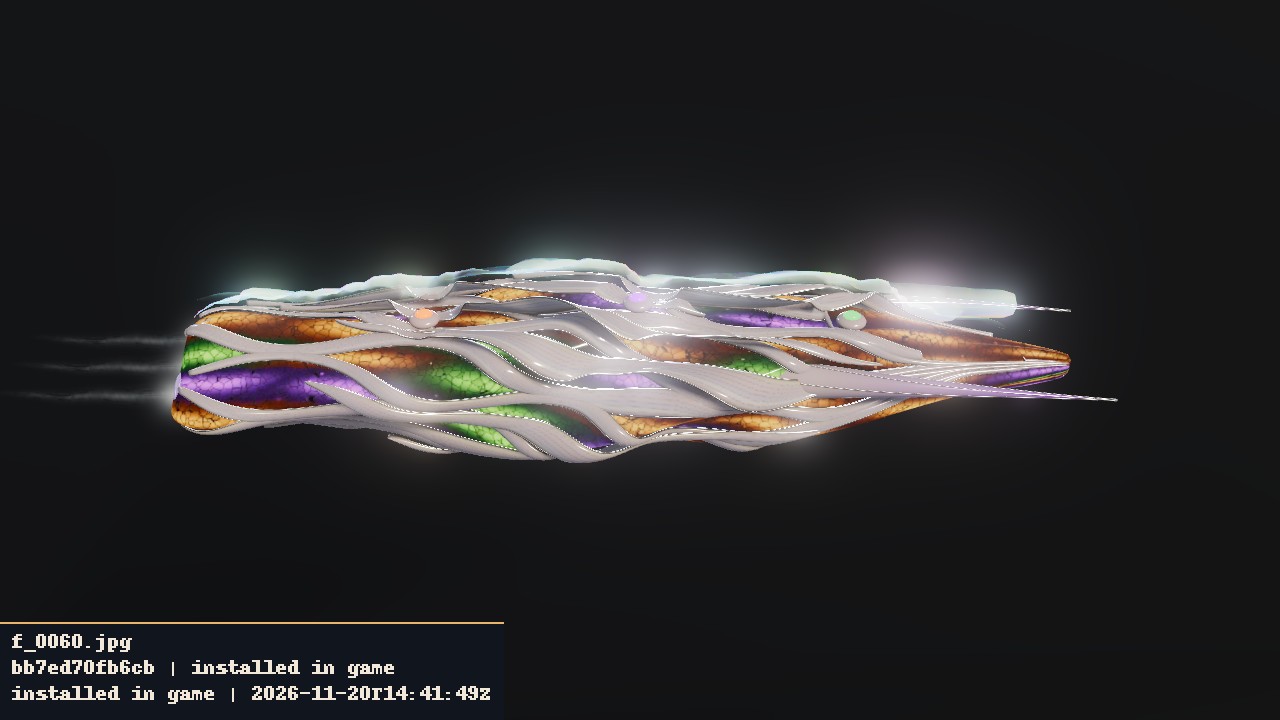 f_0060.jpg
bb7ed70fb6cb | installed in game
installed in game | 2026-11-20T14:41:49Z